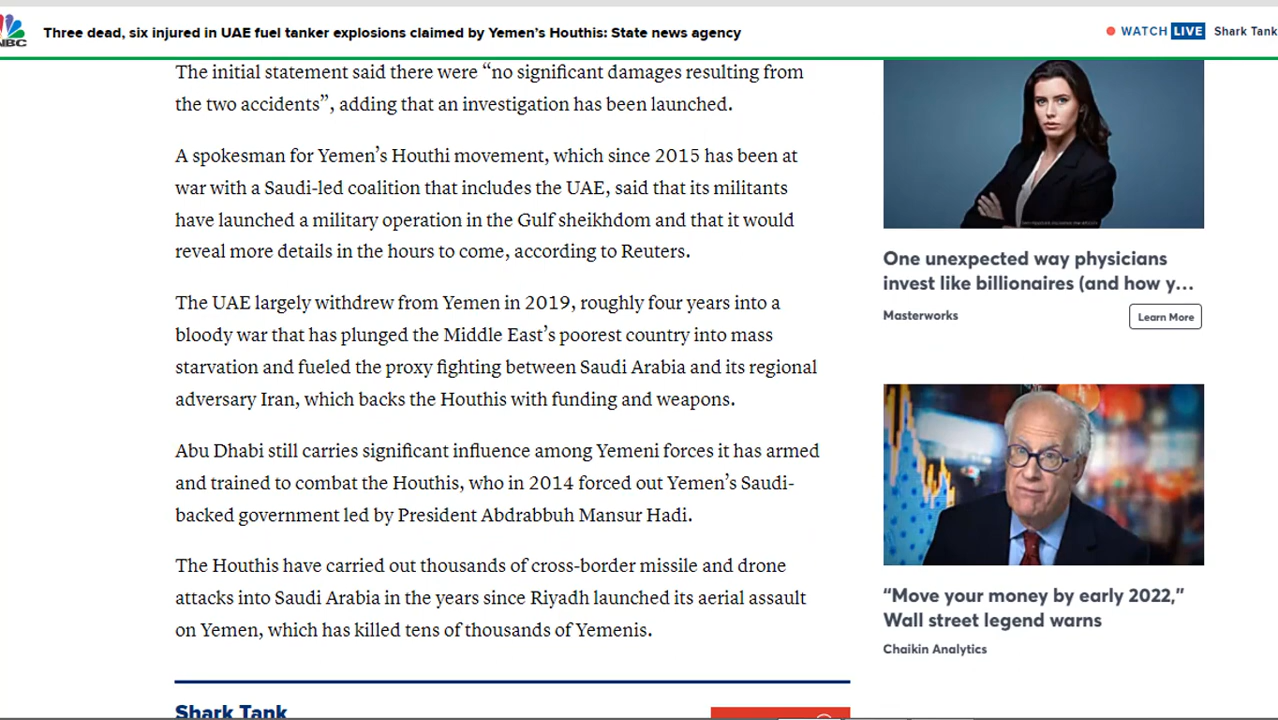 Three dead, six injured in UAE fuel tanker explosions claimed by Yemen’s Houthis: State news agency
WATCH LIVE Shark Tank
NBC
The initial statement said there were “no significant damages resulting from
the two accidents”, adding that an investigation has been launched.
A spokesman for Yemen’s Houthi movement, which since 2015 has been at
war with a Saudi-led coalition that includes the UAE, said that its militants
have launched a military operation in the Gulf sheikhdom and that it would
reveal more details in the hours to come, according to Reuters.
The UAE largely withdrew from Yemen in 2019, roughly four years into a
bloody war that has plunged the Middle East’s poorest country into mass
starvation and fueled the proxy fighting between Saudi Arabia and its regional
adversary Iran, which backs the Houthis with funding and weapons.
Abu Dhabi still carries significant influence among Yemeni forces it has armed
and trained to combat the Houthis, who in 2014 forced out Yemen’s Saudi-
backed government led by President Abdrabbuh Mansur Hadi.
The Houthis have carried out thousands of cross-border missile and drone
attacks into Saudi Arabia in the years since Riyadh launched its aerial assault
on Yemen, which has killed tens of thousands of Yemenis.
Shark Tank
One unexpected way physicians
invest like billionaires (and how y…
Masterworks
Learn More
“Move your money by early 2022,”
Wall street legend warns
Chaikin Analytics